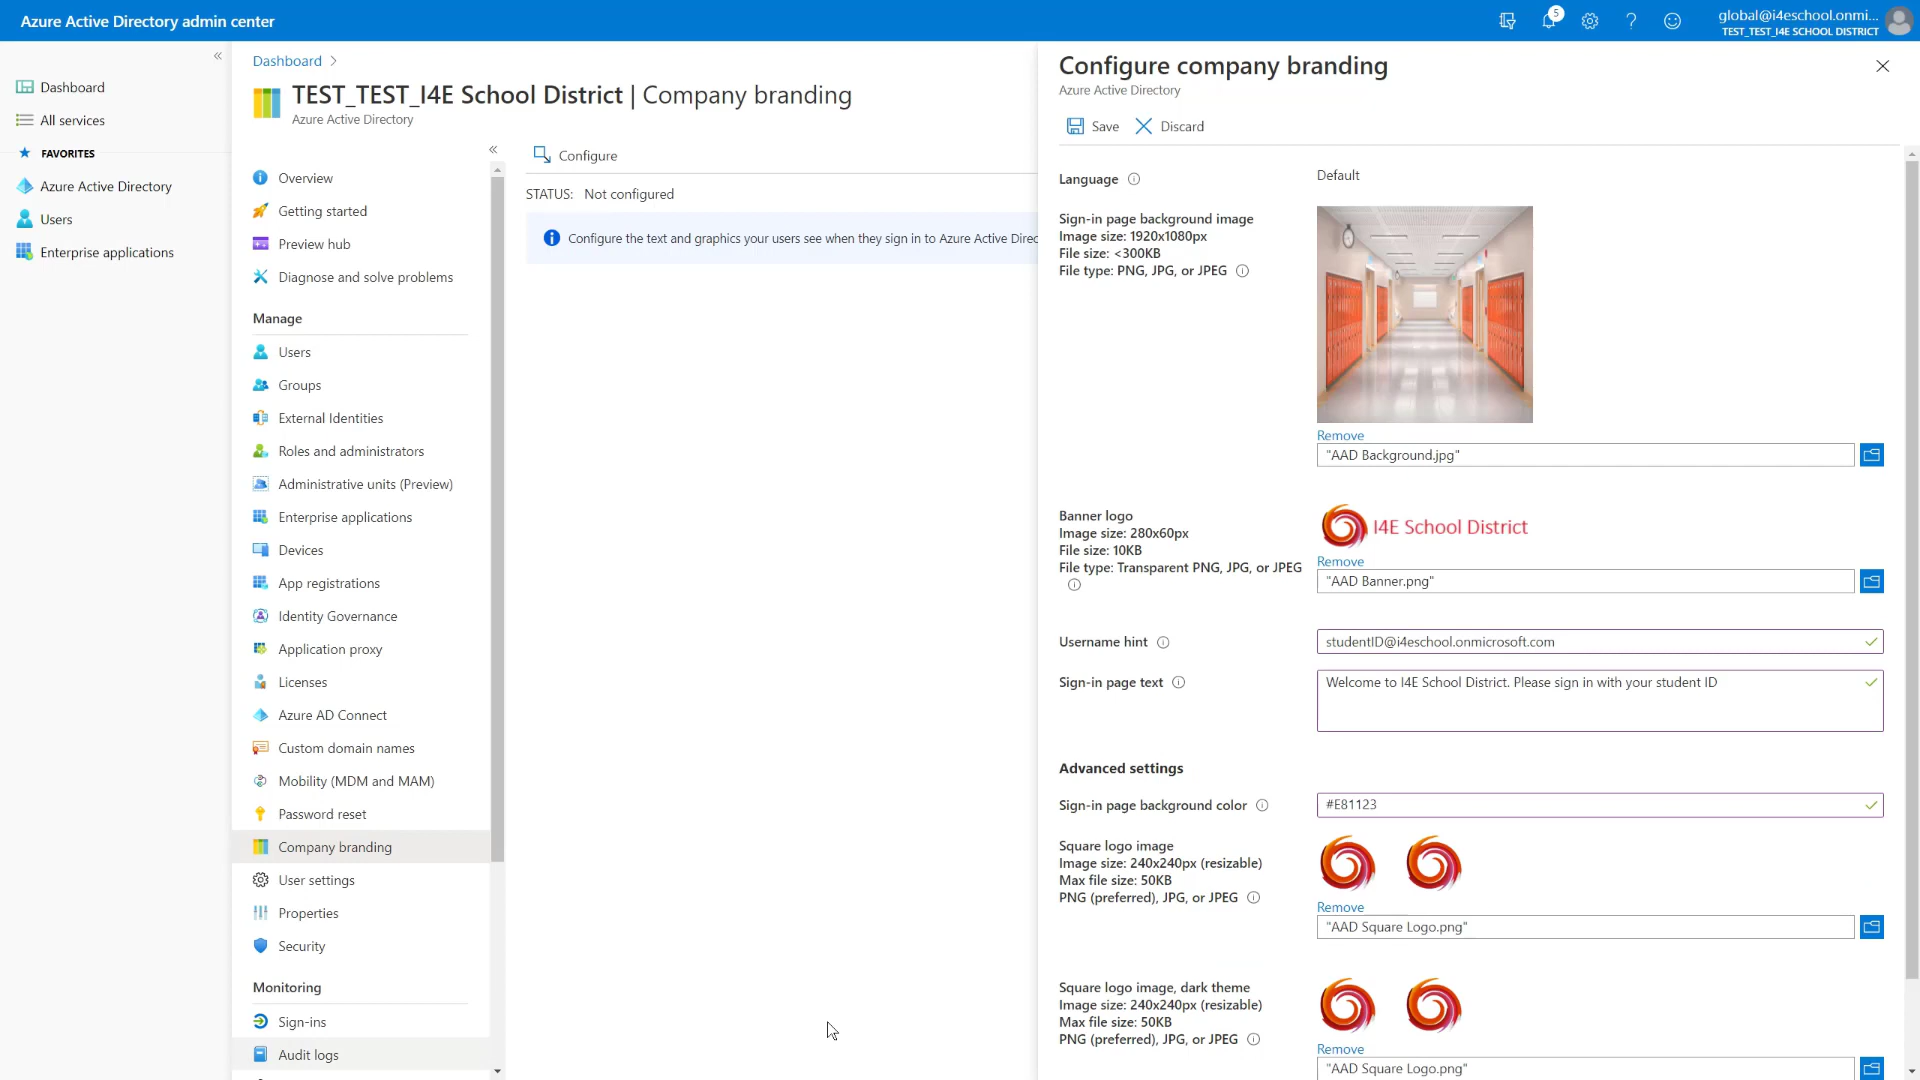 Azure Active Directory admin center
5
global@i4eschool.onmi...
TEST_TEST_I4E SCHOOL DISTRICT
Dashboard
All services
FAVORITES
Azure Active Directory
Users
Enterprise applications
Dashboard
TEST_TEST_I4E School District | Company branding
Azure Active Directory
Overview
Getting started
Preview hub
Diagnose and solve problems
Manage
Users
Groups
External Identities
Roles and administrators
Administrative units (Preview)
Enterprise applications
Devices
App registrations
Identity Governance
Application proxy
Licenses
Azure AD Connect
Custom domain names
Mobility (MDM and MAM)
Password reset
Company branding
User settings
Properties
Security
Monitoring
Sign-ins
Audit logs
Configure
STATUS: Not configured
Configure the text and graphics your users see when they sign in to Azure Active Direc
Configure company branding
Azure Active Directory
Save
Discard
Language
Default
Sign-in page background image
Image size: 1920x1080px
File size: <300KB
File type: PNG, JPG, or JPEG
Remove
"AAD Background.jpg"
Banner logo
Image size: 280x60px
File size: 10KB
File type: Transparent PNG, JPG, or JPEG
I4E School District
Remove
"AAD Banner.png"
Username hint
studentID@i4eschool.onmicrosoft.com
Sign-in page text
Welcome to I4E School District. Please sign in with your student ID
Advanced settings
Sign-in page background color
#E81123
Square logo image
Image size: 240x240px (resizable)
Max file size: 50KB
PNG (preferred), JPG, or JPEG
Remove
"AAD Square Logo.png"
Square logo image, dark theme
Image size: 240x240px (resizable)
Max file size: 50KB
PNG (preferred), JPG, or JPEG
Remove
"AAD Square Logo.png"